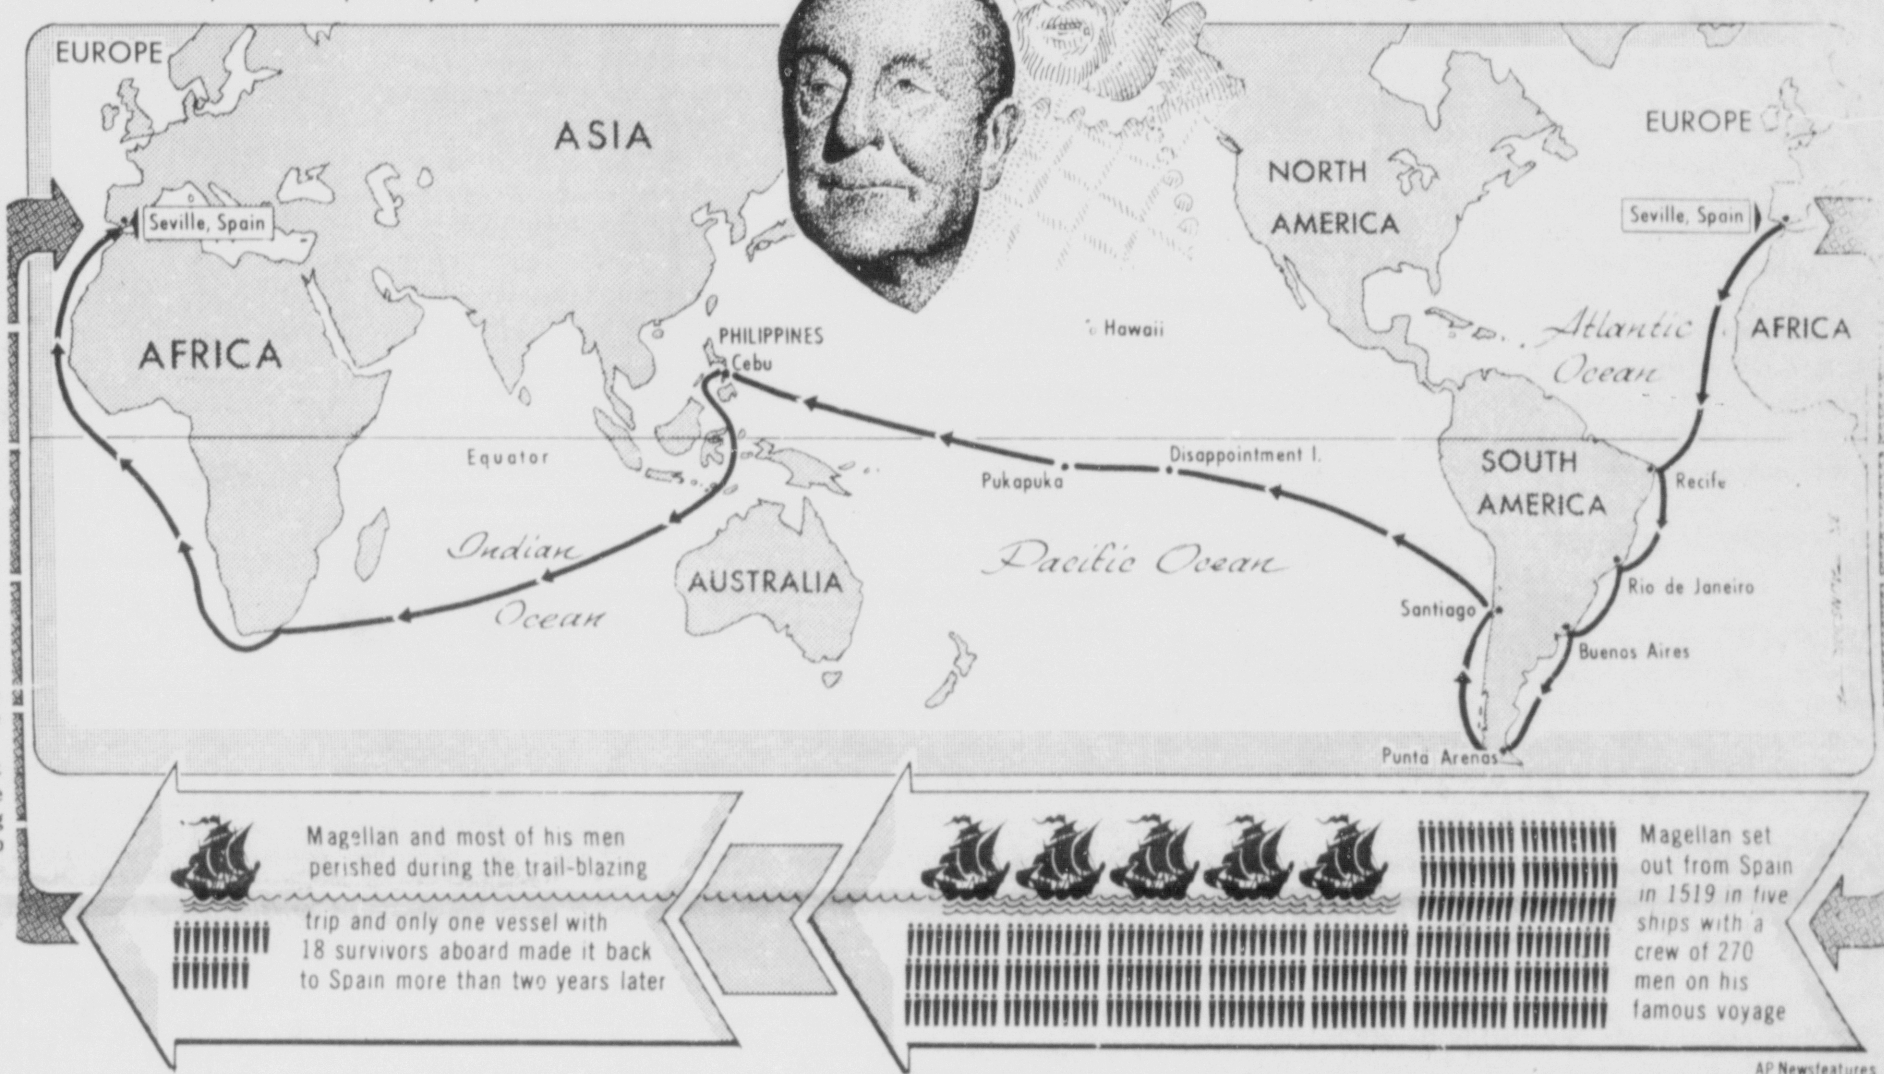 EUROPE
ASIA
Seville, Spain
AFRICA
PHILIPPINES
Cebu
Equator
Indian
Ocean
AUSTRALIA
Hawaii
Pukapuka
Disappointment I.
Pacific Ocean
NORTH
AMERICA
EUROPE
Seville, Spain
Atlantic
Ocean
AFRICA
SOUTH
AMERICA
Recife
Rio de Janeiro
Santiago
Buenos Aires
Punta Arenas
Magellan and most of his men
perished during the trail-blazing
trip and only one vessel with
18 survivors aboard made it back
to Spain more than two years later
Magellan set
out from Spain
in 1519 in five
ships with a
crew of 270
men on his
famous voyage
AP Newsfeatures